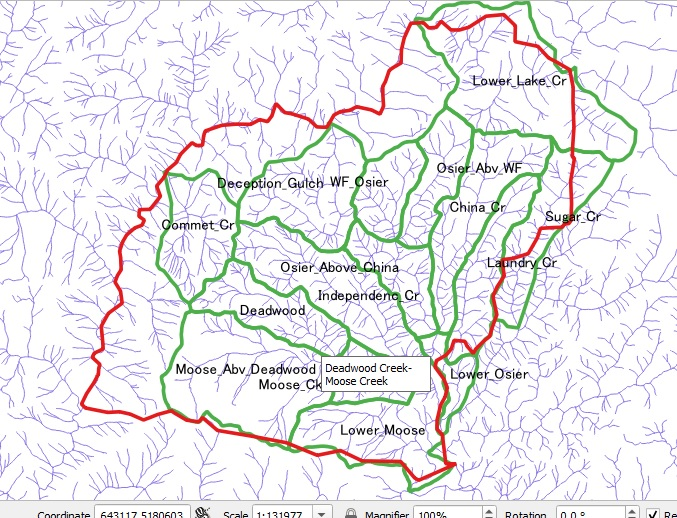 Lower_Lake_Cr
Osier_Abv_WF
Deception_Gulch WF_Osier
China_Cr
Commet_Cr
Sugar_Cr
Laundry_Cr
Osier_Above_China
Independenc_Cr
Deadwood
Moose_Abv_Deadwood
Moose_Ck
Deadwood Creek-
Moose Creek
Lower_Osier
Lower_Moose
Coordinate 643117,5180603 Scale 1:131977 Magnifier 100% Rotation 0.0 ° Re